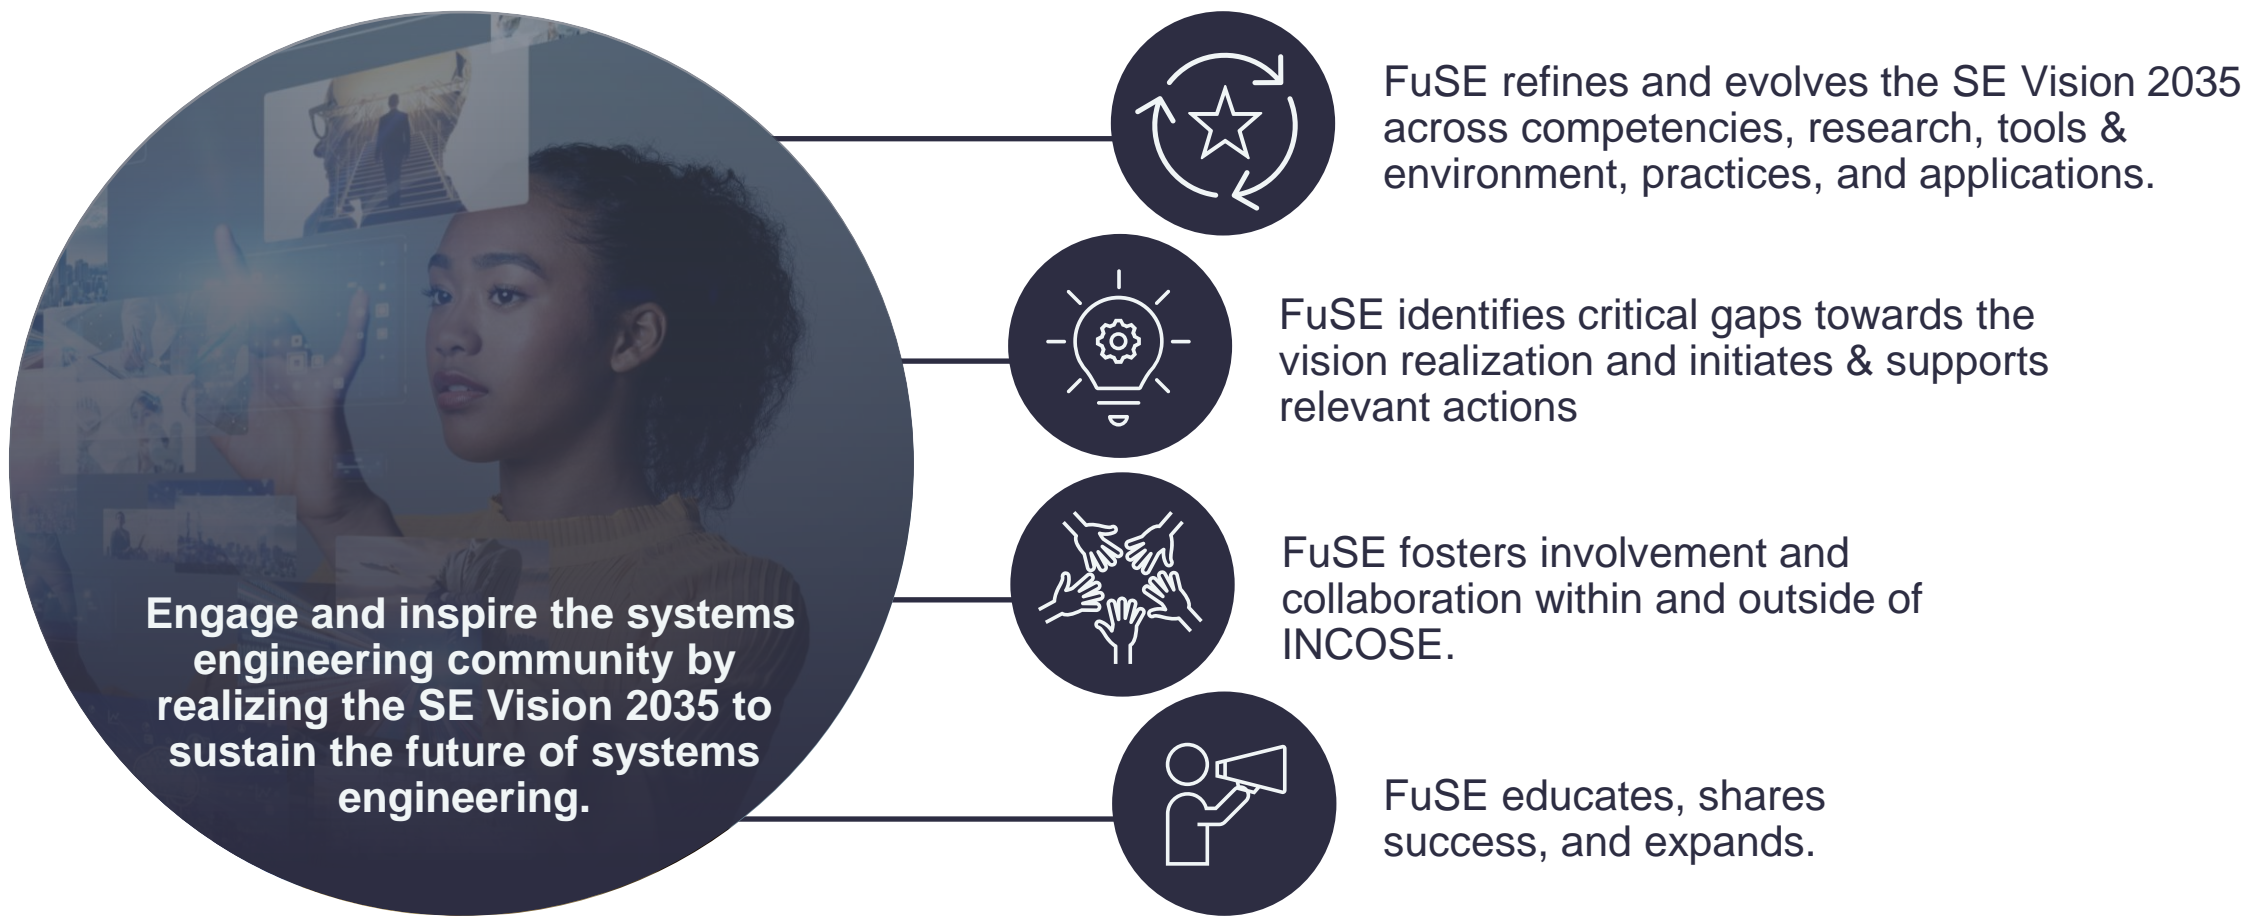 Engage and inspire the systems
engineering community by
realizing the SE Vision 2035 to
sustain the future of systems
engineering.
FuSE refines and evolves the SE Vision 2035
across competencies, research, tools &
environment, practices, and applications.
FuSE identifies critical gaps towards the
vision realization and initiates & supports
relevant actions
FuSE fosters involvement and
collaboration within and outside of
INCOSE.
FuSE educates, shares
success, and expands.